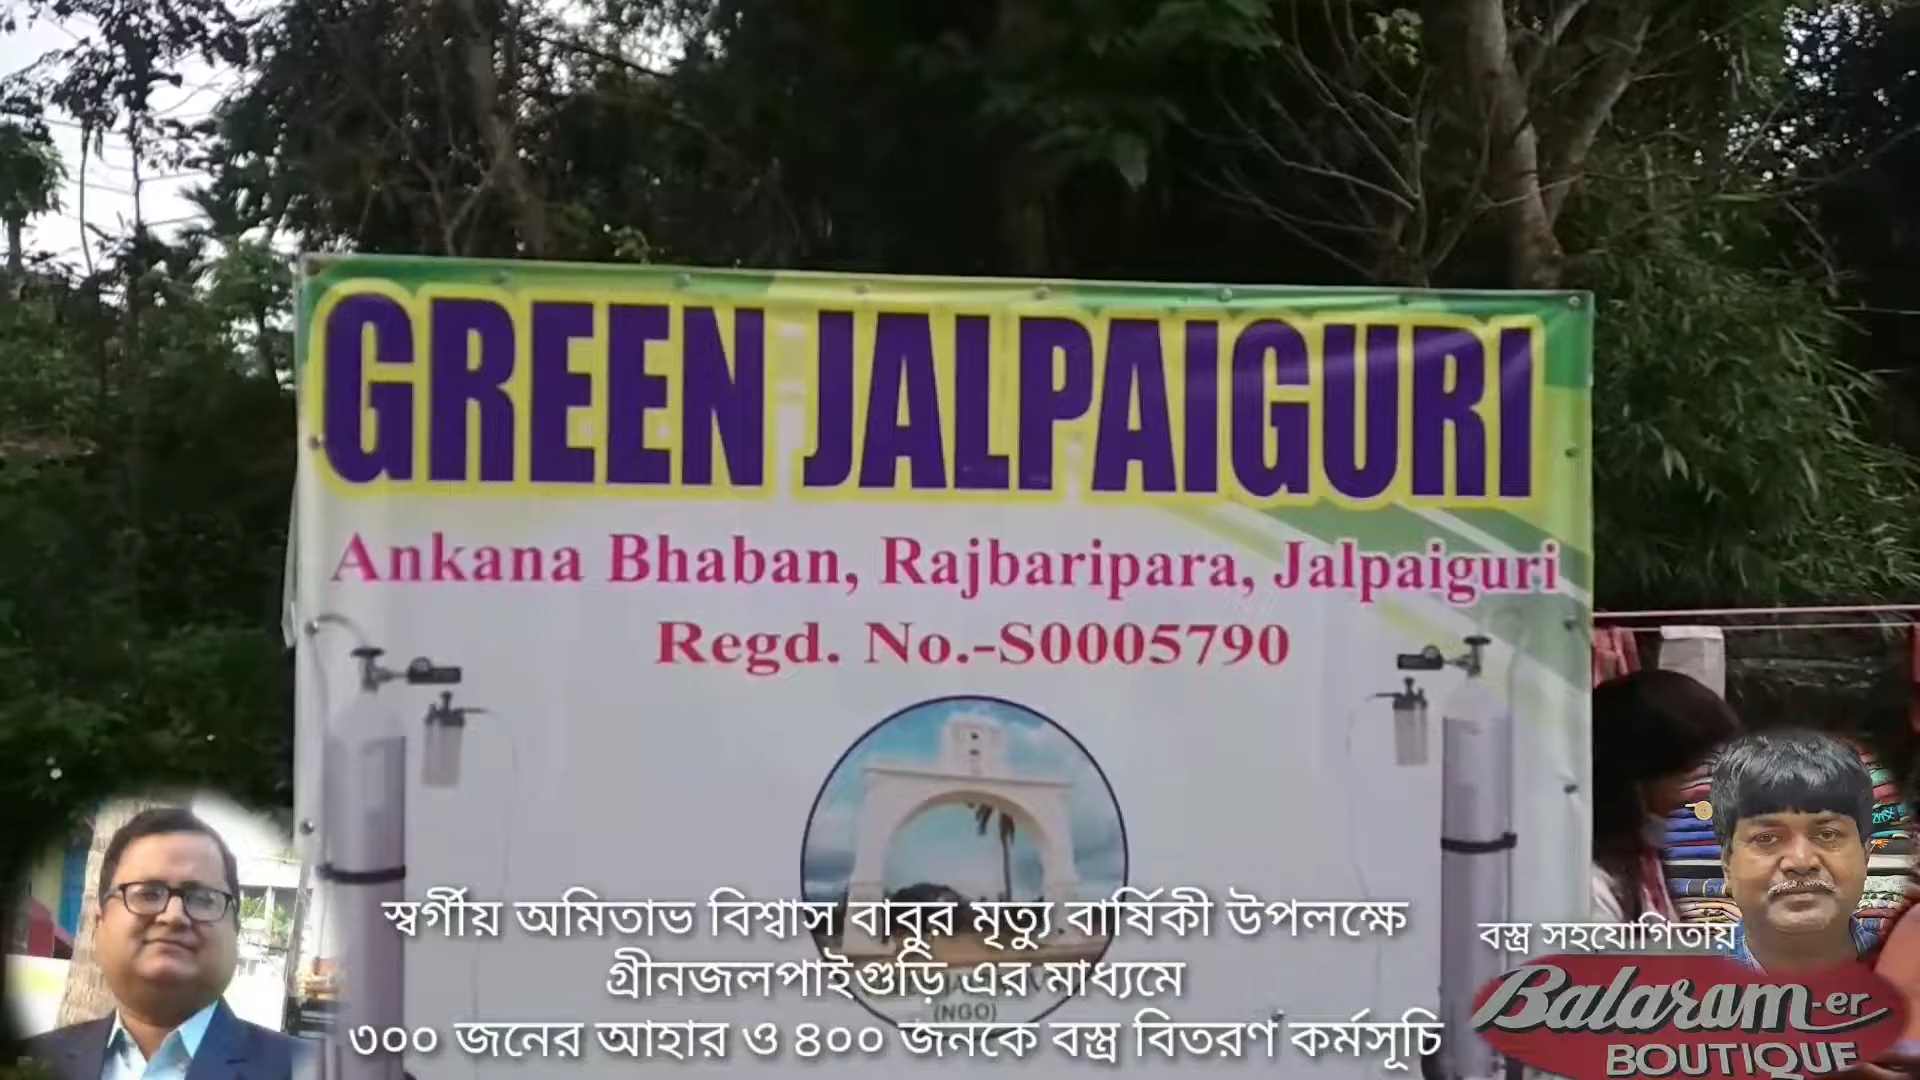 GREEN JALPAIGURI
Ankana Bhaban, Rajbaripara, Jalpaiguri
Regd. No.-S0005790
(NGO)
স্বর্গীয় অমিতাভ বিশ্বাস বাবুর মৃত্যু বার্ষিকী উপলক্ষে
গ্রীনজলপাইগুড়ি এর মাধ্যমে
৩০০ জনের আহার ও ৪০০ জনকে বস্ত্র বিতরণ কর্মসূচি
বস্ত্র সহযোগিতায়
Balaram-er
BOUTIQUE